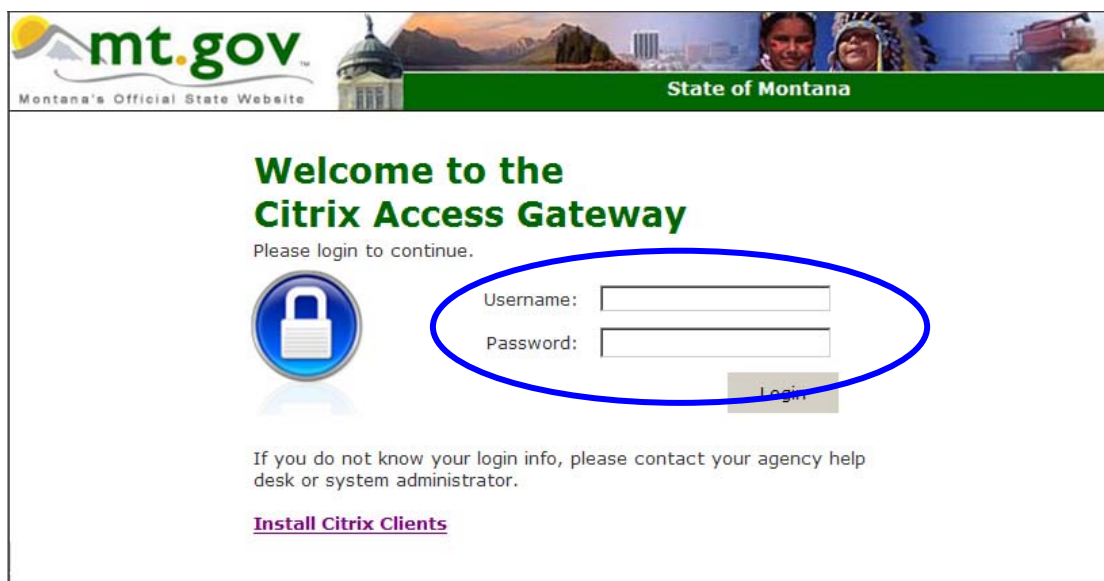 mt.gov™
Montana's Official State Website
State of Montana
Welcome to the
Citrix Access Gateway
Please login to continue.
Username:
Password:
Login
If you do not know your login info, please contact your agency help
desk or system administrator.
Install Citrix Clients